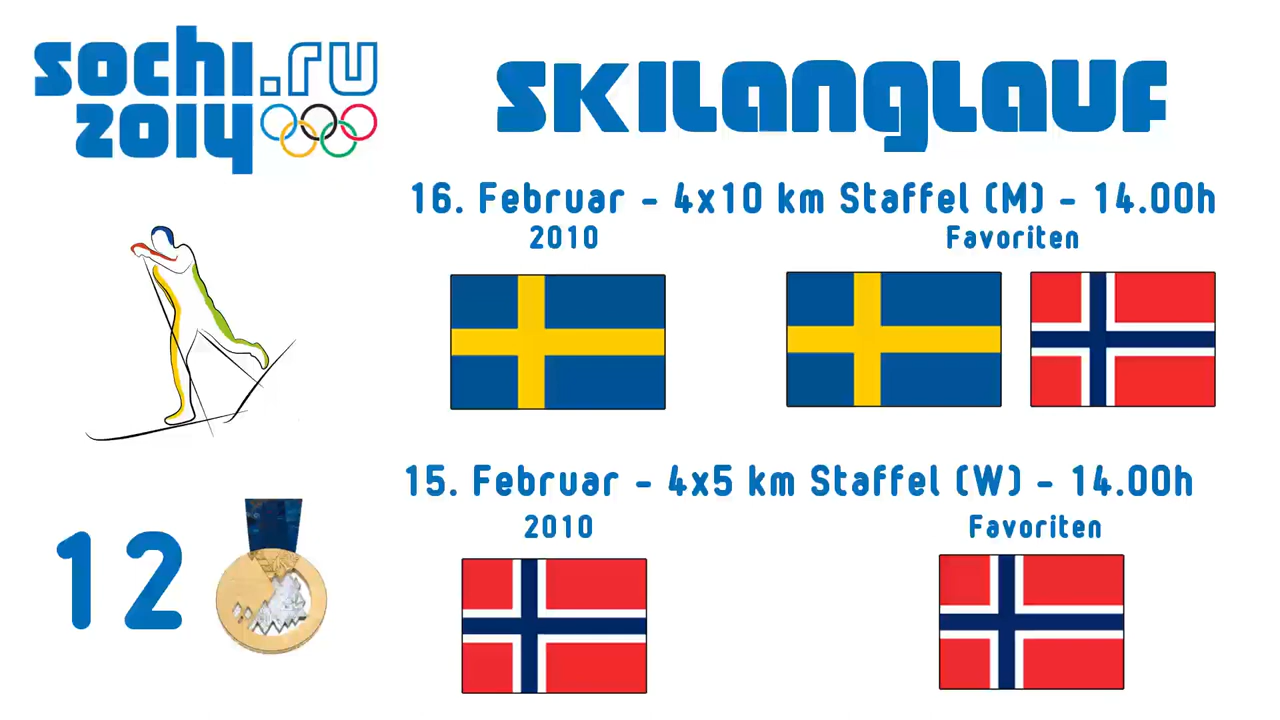 sochi.ru
2014
SKILANGLAUF
16. Februar - 4x10 km Staffel (M) - 14.00h
2010 Favoriten
15. Februar - 4x5 km Staffel (W) - 14.00h
2010 Favoriten
12